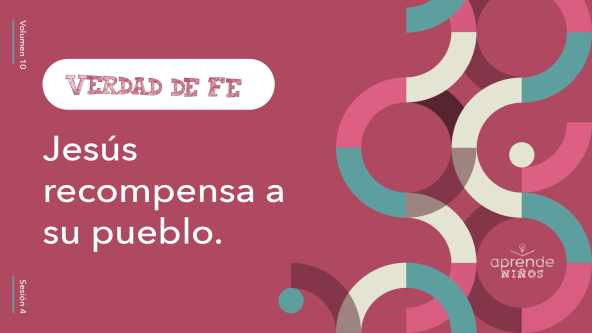 Volumen 10
VERDAD DE FE
Jesús
recompensa a
su pueblo.
Sesión 4
aprende
NIÑOS